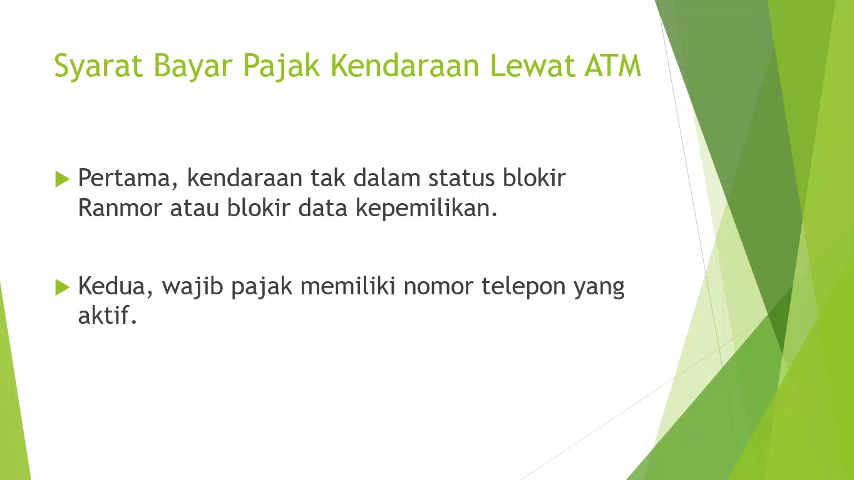 Syarat Bayar Pajak Kendaraan Lewat ATM
Pertama, kendaraan tak dalam status blokir
Ranmor atau blokir data kepemilikan.
Kedua, wajib pajak memiliki nomor telepon yang
aktif.